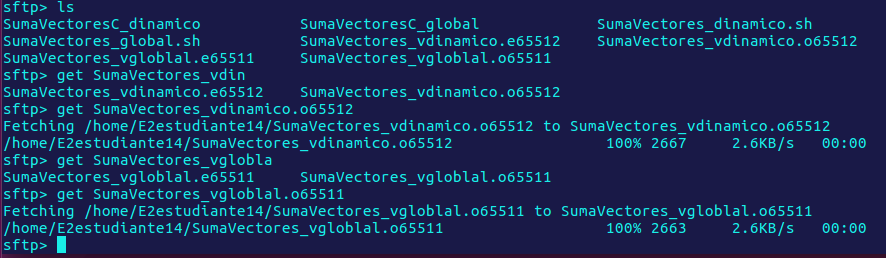 sftp> ls
SumaVectoresC_dinamico SumaVectoresC_global SumaVectores_dinamico.sh
SumaVectores_global.sh SumaVectores_vdinamico.e65512 SumaVectores_vdinamico.o65512
SumaVectores_vgloblal.e65511 SumaVectores_vgloblal.o65511
sftp> get SumaVectores_vdin
SumaVectores_vdinamico.e65512 SumaVectores_vdinamico.o65512
sftp> get SumaVectores_vdinamico.o65512
Fetching /home/E2estudiante14/SumaVectores_vdinamico.o65512 to SumaVectores_vdinamico.o65512
/home/E2estudiante14/SumaVectores_vdinamico.o65512 100% 2667 2.6KB/s 00:00
sftp> get SumaVectores_vglobla
SumaVectores_vgloblal.e65511 SumaVectores_vgloblal.o65511
sftp> get SumaVectores_vgloblal.o65511
Fetching /home/E2estudiante14/SumaVectores_vgloblal.o65511 to SumaVectores_vgloblal.o65511
/home/E2estudiante14/SumaVectores_vgloblal.o65511 100% 2663 2.6KB/s 00:00
sftp>